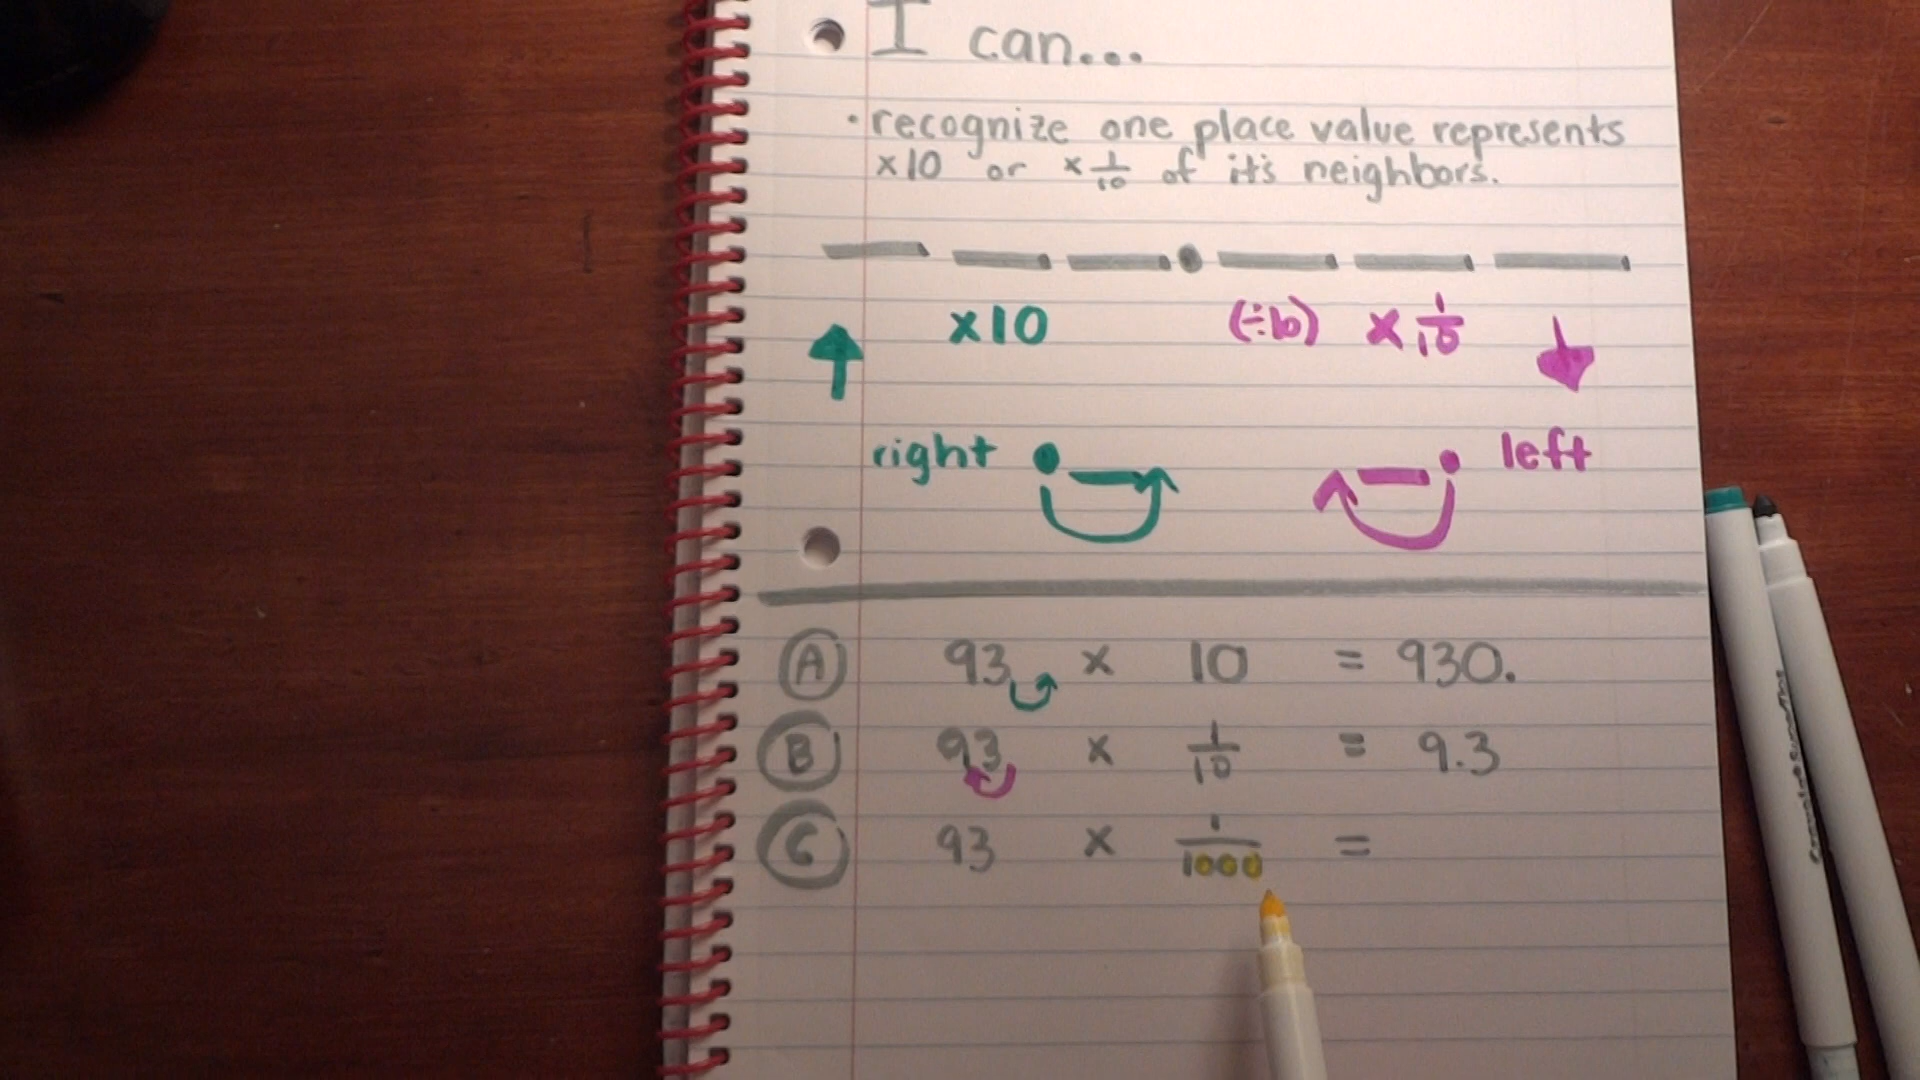 I can...
• recognize one place value represents
×10 or × 1/10 of it's neighbors.
×10 (÷10) × 1/10
right left
A 93 × 10 = 930.
B 93 × 1/10 = 9.3
C 93 × 1/1000 =